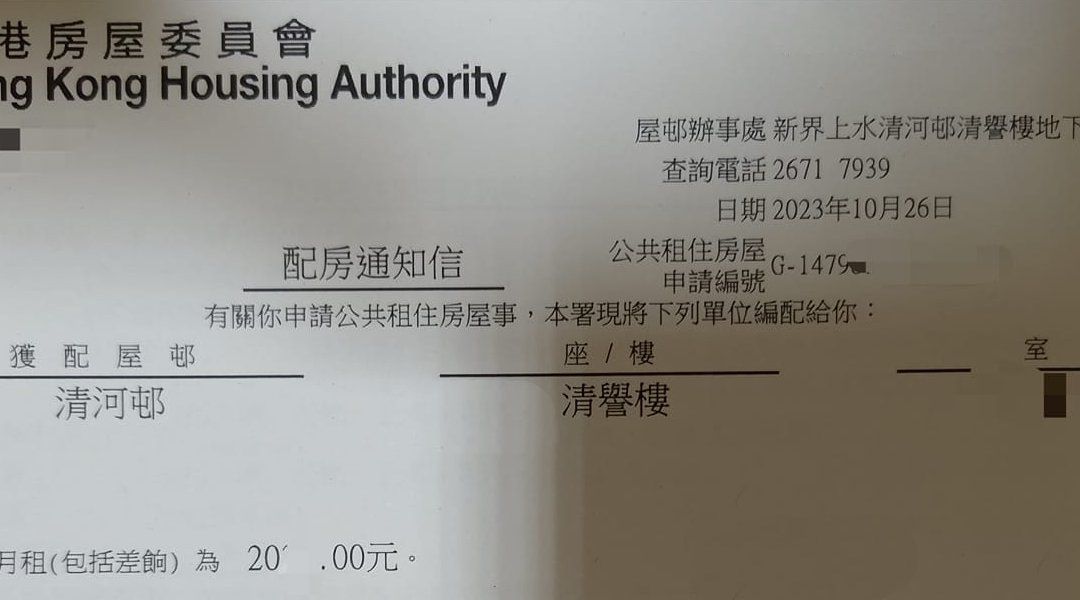 港房屋委員會
ng Kong Housing Authority
屋邨辦事處 新界上水清河邨清譽樓地下
查詢電話 2671 7939
日期 2023年10月26日
配房通知信
公共租住房屋
申請編號 G-1479
有關你申請公共租住房屋事，本署現將下列單位編配給你：
獲配屋邨 座 / 樓 室
清河邨 清譽樓
月租(包括差餉) 為 20 .00元。